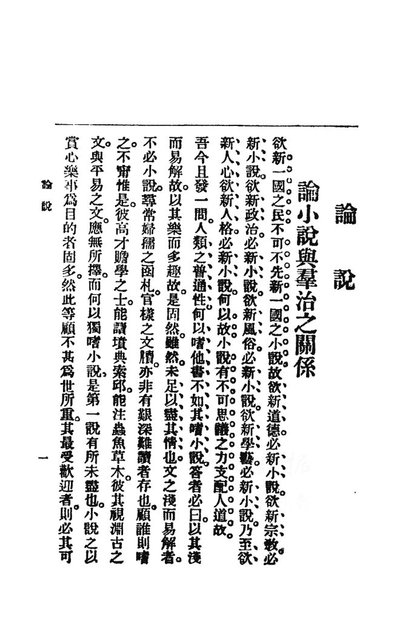 論說
論小說與羣治之關係
欲新一國之民不可不先新一國之小說故欲新道德必新小說欲新宗敎必
新小說欲新政治必新小說欲新風俗必新小說欲新學藝必新小說乃至欲
新人心欲新人格必新小說何以故小說有不可思議之力支配人道故
吾今且發一問人類之普通性何以嗜他書不如其嗜小說答者必曰以其淺
而易解故以其樂而多趣故是固然雖然未足以盡其情也文之淺而易解者
不必小說尋常婦孺之函札官樣之文牘亦非有艱深難讀者存也顧誰則嗜
之不甯惟是彼高才贍學之士能讀墳典索邱能注蟲魚草木彼其視淵古之
文與平易之文應無所擇而何以獨嗜小說是第一說有所未盡也小說之以
賞心樂事爲目的者固多然此等顧不甚爲世所重其最受歡迎者則必其可
論說
一